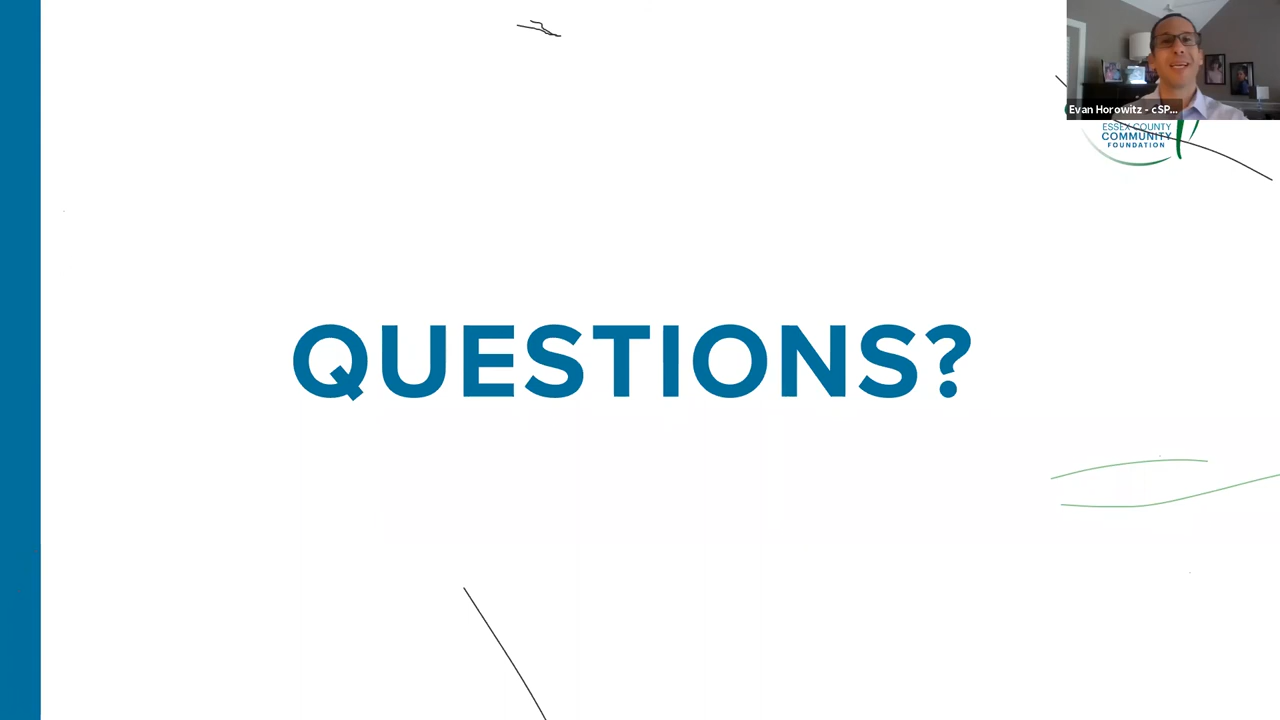 Evan Horowitz - cSP...
ESSEX COUNTY
COMMUNITY
FOUNDATION
QUESTIONS?